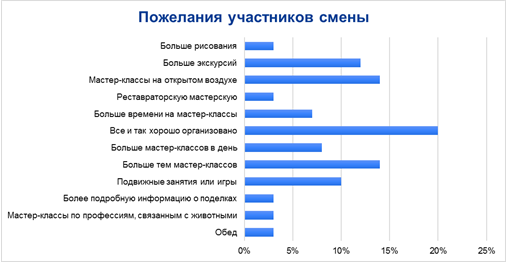 Пожелания участников смены
Больше рисования
Больше экскурсий
Мастер-классы на открытом воздухе
Реставраторскую мастерскую
Больше времени на мастер-классы
Все и так хорошо организовано
Больше мастер-классов в день
Больше тем мастер-классов
Подвижные занятия или игры
Более подробную информацию о поделках
Мастер-классы по профессиям, связанным с животными
Обед
0% 5% 10% 15% 20% 25%